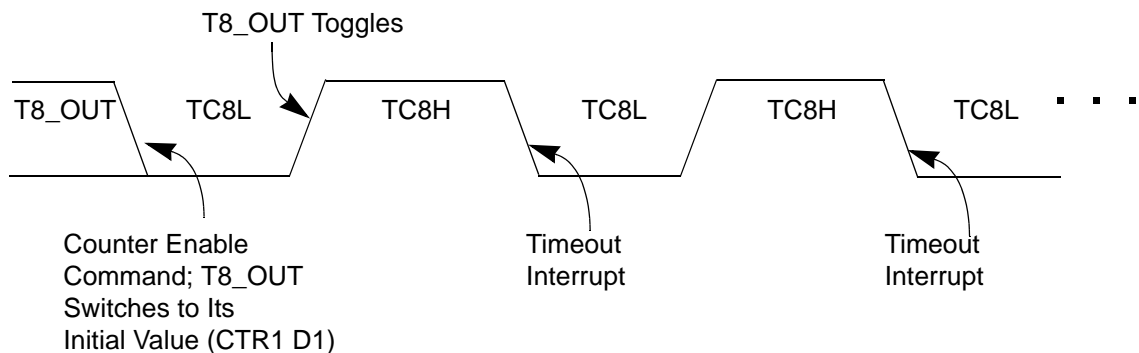 T8_OUT Toggles
T8_OUT
TC8L
TC8H
TC8L
TC8H
TC8L
Counter Enable
Command; T8_OUT
Switches to Its
Initial Value (CTR1 D1)
Timeout
Interrupt
Timeout
Interrupt